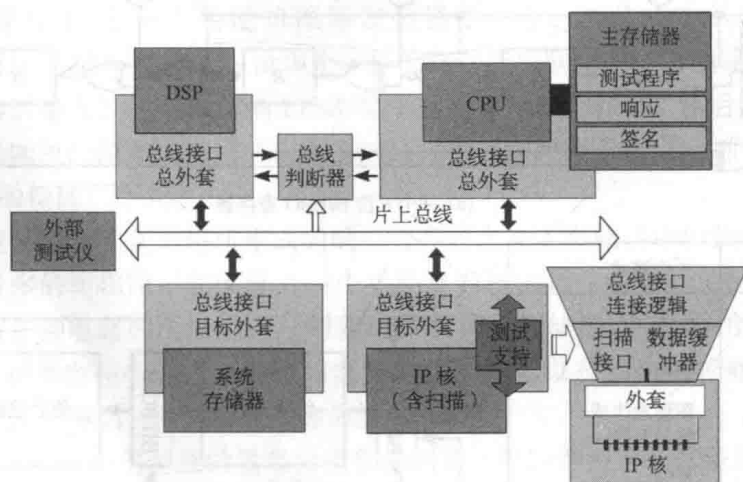 主存储器
DSP
CPU
测试程序
响应
签名
总线接口
总外套
总线
判断器
总线接口
总外套
外部
测试仪
片上总线
总线接口
目标外套
系统
存储器
总线接口
目标外套
测试
支持
IP 核
（含扫描）
总线接口
连接逻辑
扫描
接口
数据缓
冲器
外套
IP 核